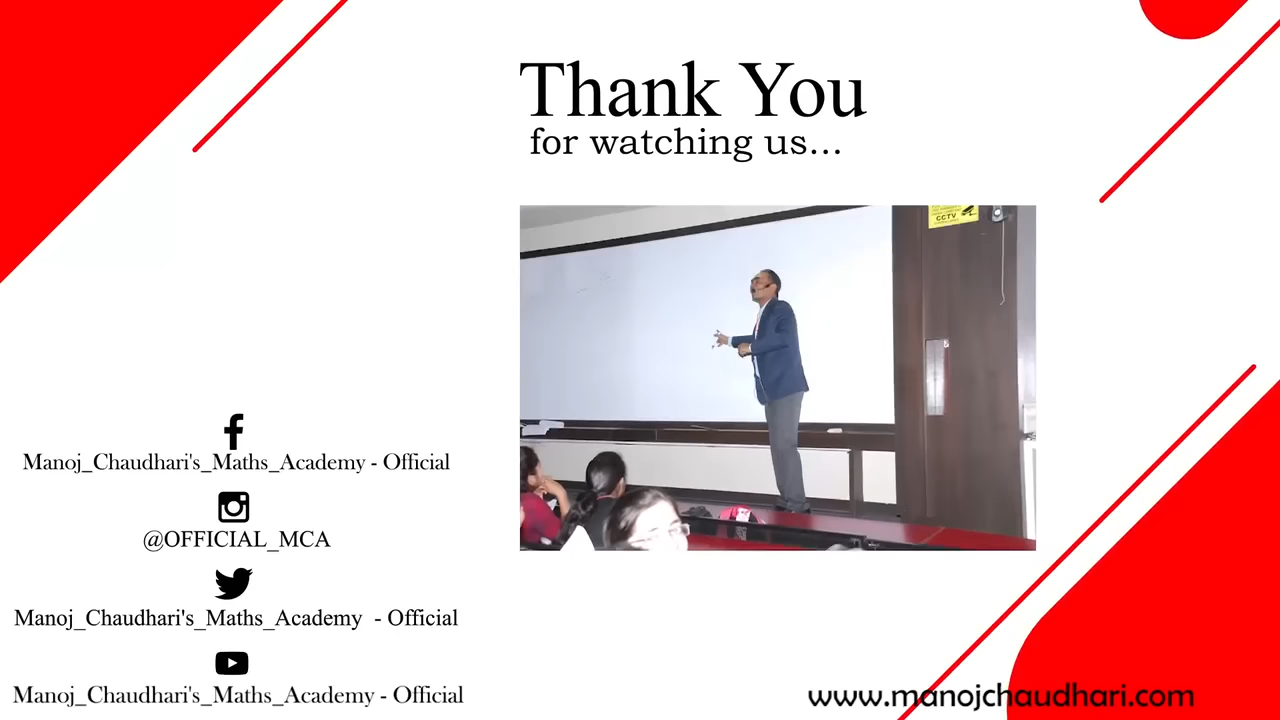 Thank You
for watching us...
CCTV
Manoj_Chaudhari's_Maths_Academy - Official
@OFFICIAL_MCA
Manoj_Chaudhari's_Maths_Academy - Official
Manoj_Chaudhari's_Maths_Academy - Official
www.manojchaudhari.com